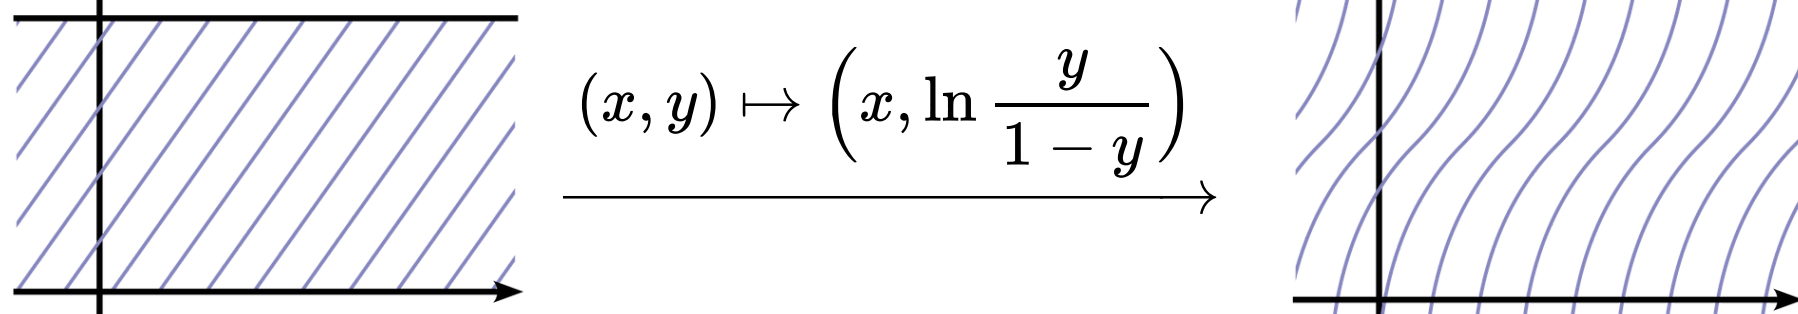 (x, y) ↦ (x, ln y/(1 − y))